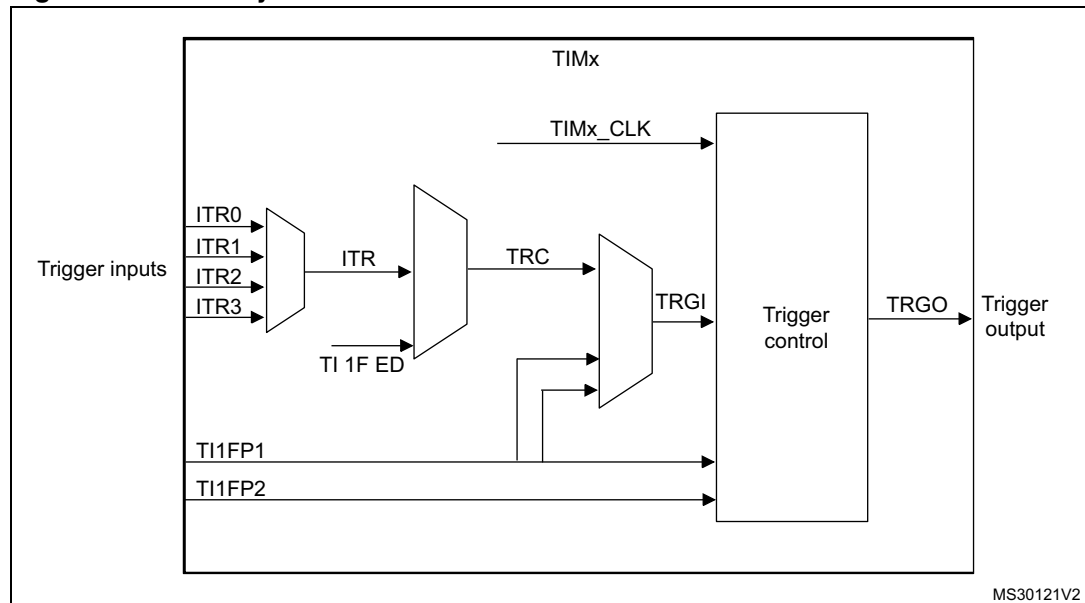 TIMx
TIMx_CLK
ITR0
ITR1
ITR2
ITR3
Trigger inputs
ITR
TI 1F ED
TRC
TRGI
Trigger
control
TRGO
Trigger
output
TI1FP1
TI1FP2
MS30121V2